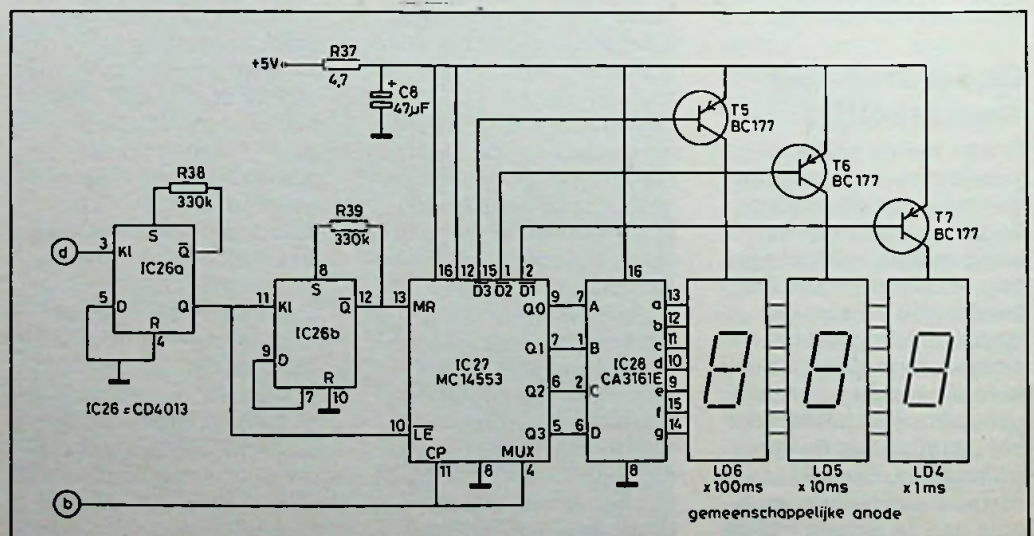 +5V
R37
4,7
+
C8
47µF
T5
BC177
T6
BC177
T7
BC177
R38
330k
R39
330k
d
3
Kl
S
Q
IC26a
5
D
Q
R
4
IC26 = CD4013
11
Kl
8
S
Q
12
IC26b
9
D
R
7
10
13
MR
16
12
15
1
2
D3
D2
D1
Q0
9
Q1
7
Q2
6
Q3
5
IC27
MC14553
10
LE
CP
11
8
MUX
4
16
7
A
1
B
2
C
6
D
IC28
CA3161E
a
13
b
12
c
11
d
10
e
9
f
15
g
14
8
LD6
x100ms
LD5
x10ms
LD4
x1ms
gemeenschappelijke anode
b